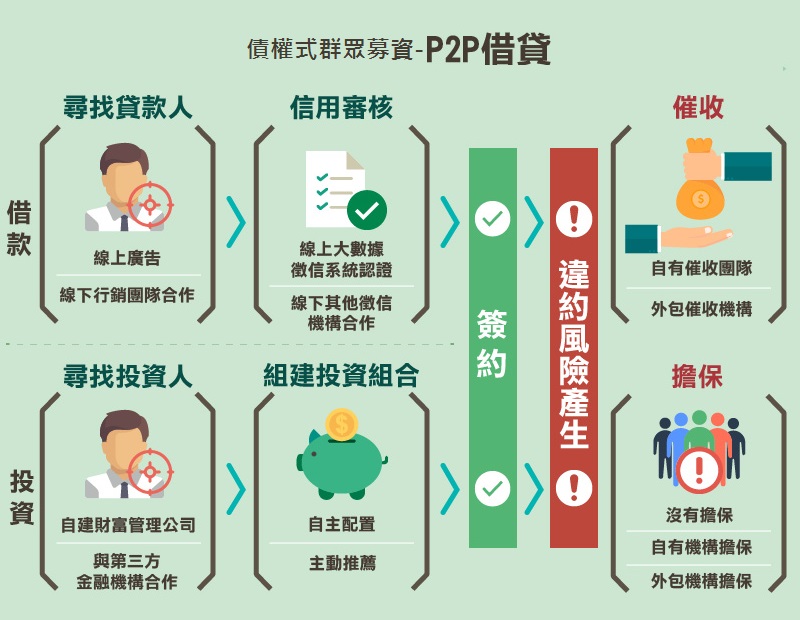 債權式群眾募資-P2P借貸
借款
尋找貸款人
線上廣告
線下行銷團隊合作
信用審核
線上大數據
徵信系統認證
線下其他徵信
機構合作
簽約
違約風險產生
催收
自有催收團隊
外包催收機構
投資
尋找投資人
自建財富管理公司
與第三方
金融機構合作
組建投資組合
自主配置
主動推薦
擔保
沒有擔保
自有機構擔保
外包機構擔保